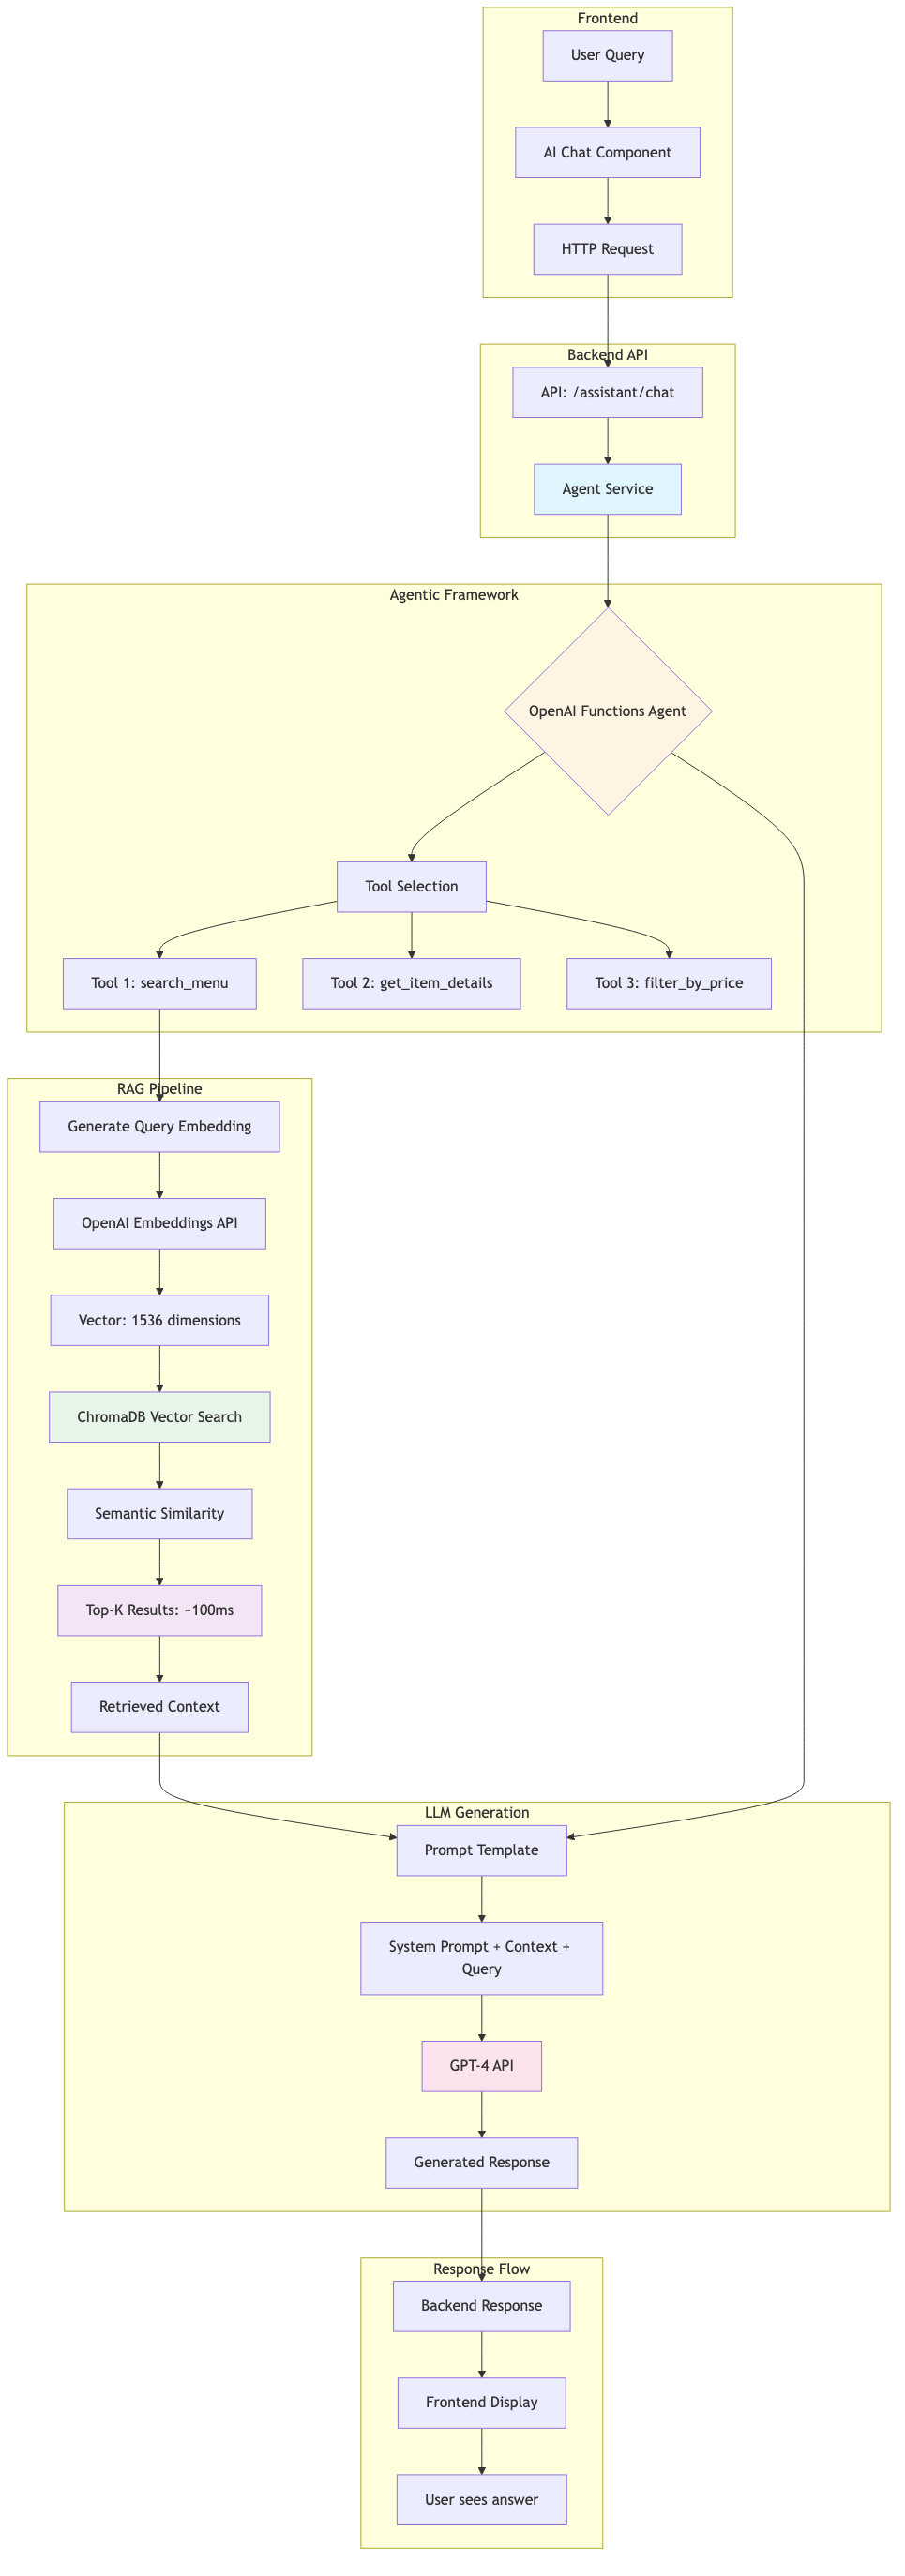 Frontend
User Query
AI Chat Component
HTTP Request
Backend API
API: /assistant/chat
Agent Service
Agentic Framework
OpenAI Functions Agent
Tool Selection
Tool 1: search_menu
Tool 2: get_item_details
Tool 3: filter_by_price
RAG Pipeline
Generate Query Embedding
OpenAI Embeddings API
Vector: 1536 dimensions
ChromaDB Vector Search
Semantic Similarity
Top-K Results: ~100ms
Retrieved Context
LLM Generation
Prompt Template
System Prompt + Context +
Query
GPT-4 API
Generated Response
Response Flow
Backend Response
Frontend Display
User sees answer